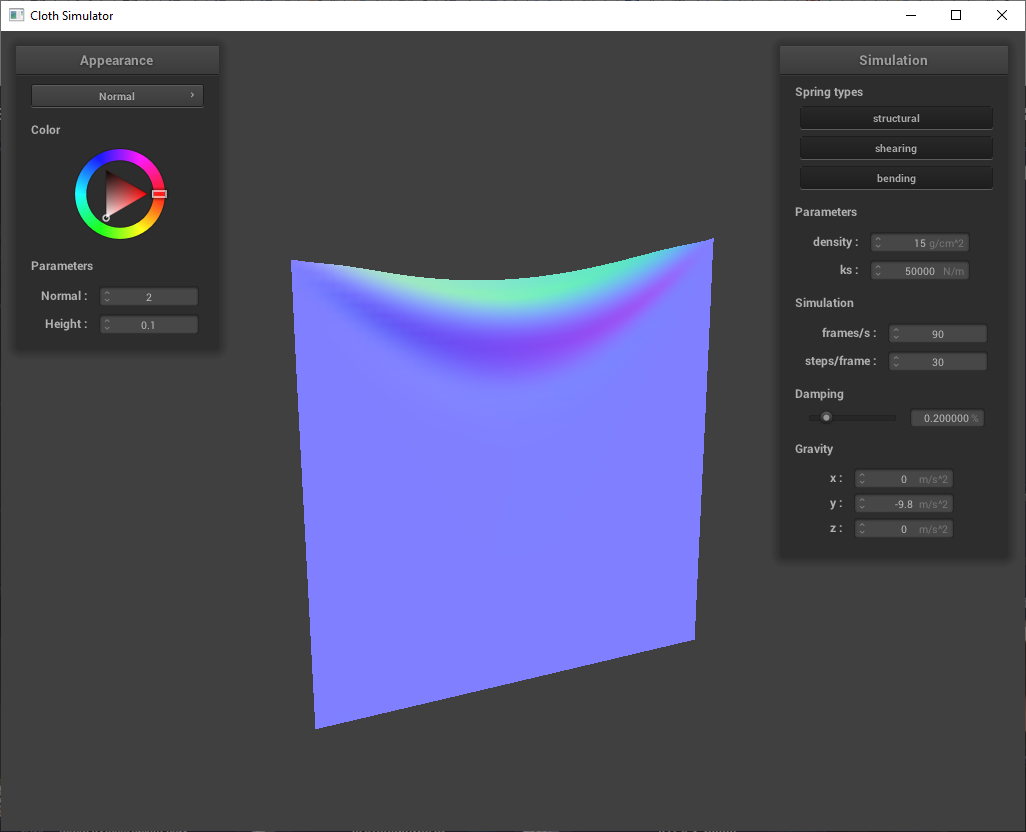 Cloth Simulator
Appearance
Normal
Color
Parameters
Normal : 2
Height : 0.1
Simulation
Spring types
structural
shearing
bending
Parameters
density : 15 g/cm^2
ks : 50000 N/m
Simulation
frames/s : 90
steps/frame : 30
Damping
0.200000 %
Gravity
x : 0 m/s^2
y : -9.8 m/s^2
z : 0 m/s^2